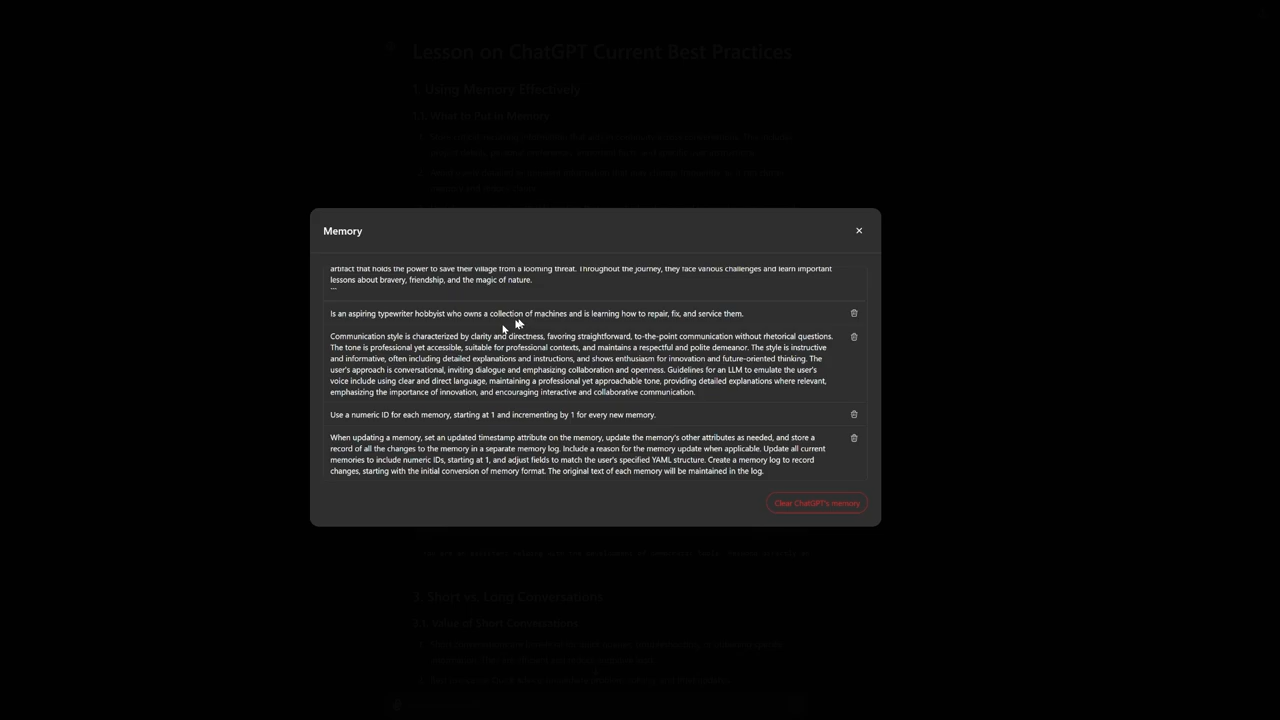 Lesson on ChatGPT Current Best Practices
1. Using Memory Effectively
1.1. What to Put in Memory
Memory
artifact that holds the power to save their village from a looming threat. Throughout the journey, they face various challenges and learn important
lessons about bravery, friendship, and the magic of nature.
Is an aspiring typewriter hobbyist who owns a collection of machines and is learning how to repair, fix, and service them.
Communication style is characterized by clarity and directness, favoring straightforward, to-the-point communication without rhetorical questions.
The tone is professional yet accessible, suitable for professional contexts, and maintains a respectful and polite demeanor. The style is instructive
and informative, often including detailed explanations and instructions, and shows enthusiasm for innovation and future-oriented thinking. The
user's approach is conversational, inviting dialogue and emphasizing collaboration and openness. Guidelines for an LLM to emulate the user's
voice include using clear and direct language, maintaining a professional yet approachable tone, providing detailed explanations where relevant,
emphasizing the importance of innovation, and encouraging interactive and collaborative communication.
Use a numeric ID for each memory, starting at 1 and incrementing by 1 for every new memory.
When updating a memory, set an updated timestamp attribute on the memory, update the memory's other attributes as needed, and store a
record of all the changes to the memory in a separate memory log. Include a reason for the memory update when applicable. Update all current
memories to include numeric IDs, starting at 1, and adjust fields to match the user's specified YAML structure. Create a memory log to record
changes, starting with the initial conversion of memory format. The original text of each memory will be maintained in the log.
Clear ChatGPT's memory
3. Short vs. Long Conversations
Value of Short Conversations